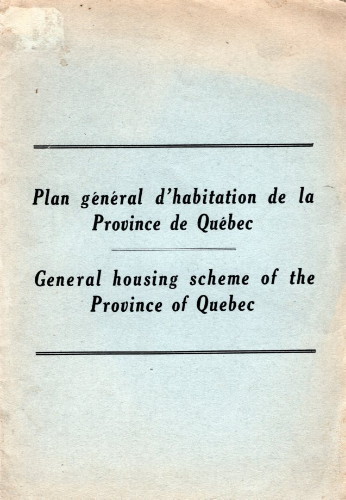 Plan général d'habitation de la
Province de Québec
General housing scheme of the
Province of Quebec